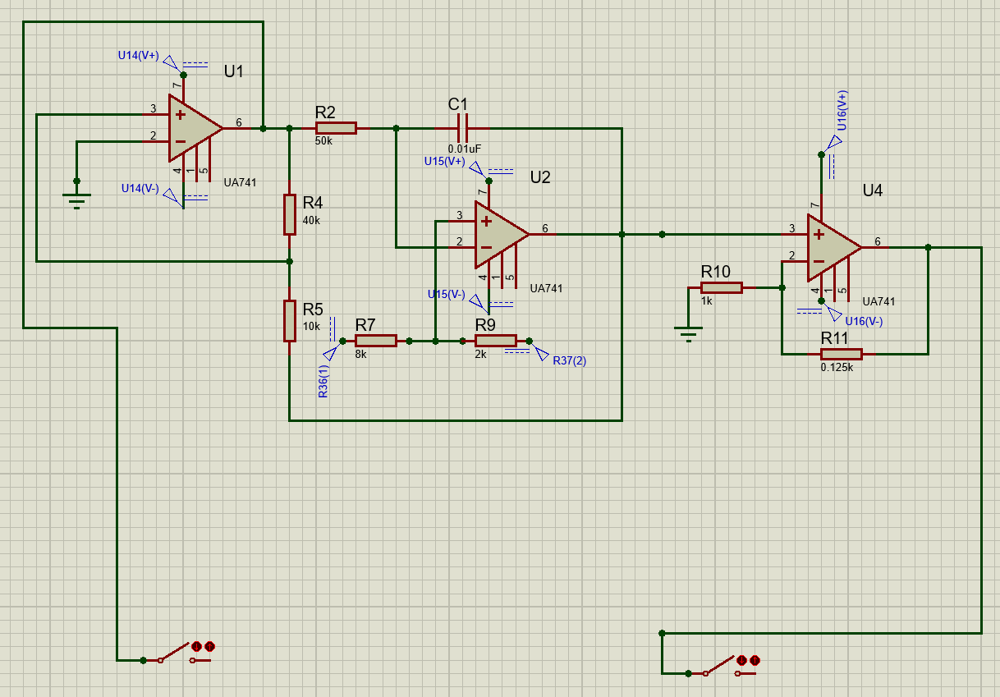 U14(V+)
U1
7
3
2
6
4
1
5
UA741
U14(V-)
R2
50k
C1
0.01uF
U15(V+)
U2
7
3
2
6
4
1
5
UA741
U15(V-)
R4
40k
R5
10k
R36(1)
R7
8k
R9
2k
R37(2)
U16(V+)
U4
7
3
2
6
4
1
5
UA741
U16(V-)
R10
1k
R11
0.125k